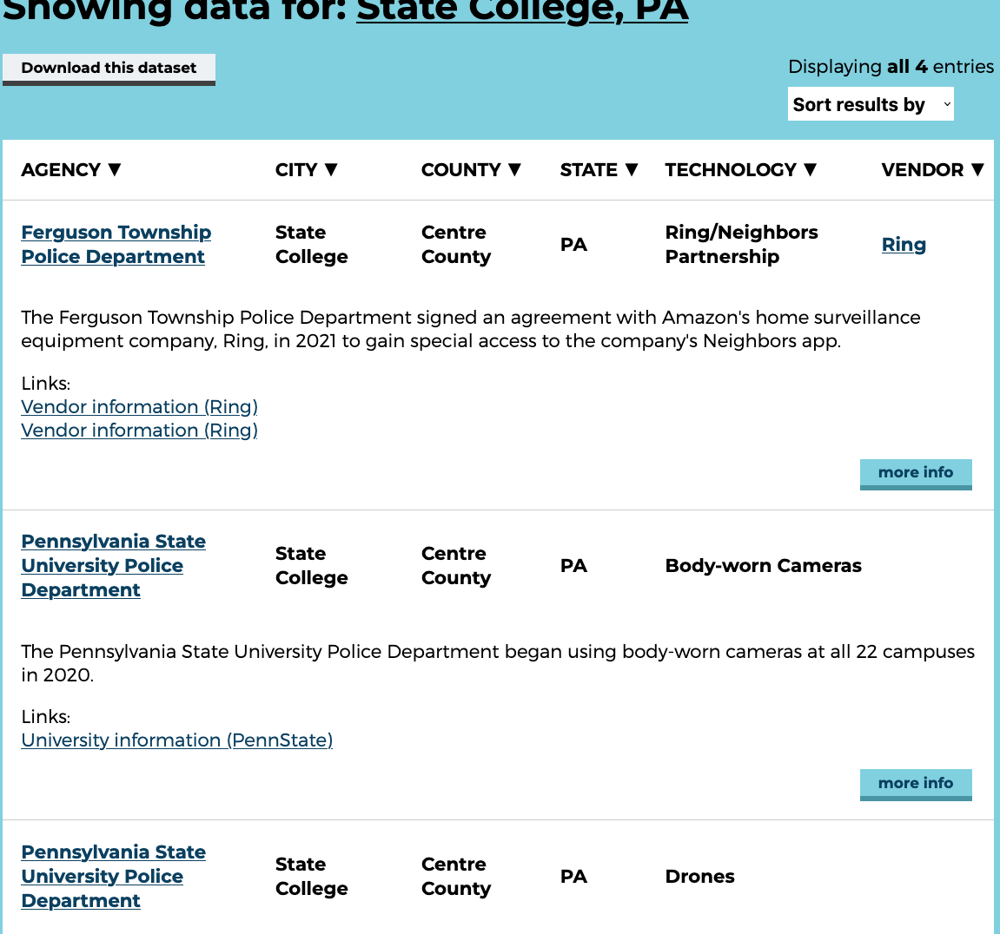 Showing data for: State College, PA
Download this dataset
Displaying all 4 entries
Sort results by
AGENCY ▼ CITY ▼ COUNTY ▼ STATE ▼ TECHNOLOGY ▼ VENDOR ▼
Ferguson Township
Police Department
State
College
Centre
County
PA
Ring/Neighbors
Partnership
Ring
The Ferguson Township Police Department signed an agreement with Amazon's home surveillance
equipment company, Ring, in 2021 to gain special access to the company's Neighbors app.
Links:
Vendor information (Ring)
Vendor information (Ring)
more info
Pennsylvania State
University Police
Department
State
College
Centre
County
PA
Body-worn Cameras
The Pennsylvania State University Police Department began using body-worn cameras at all 22 campuses
in 2020.
Links:
University information (PennState)
more info
Pennsylvania State
University Police
Department
State
College
Centre
County
PA
Drones